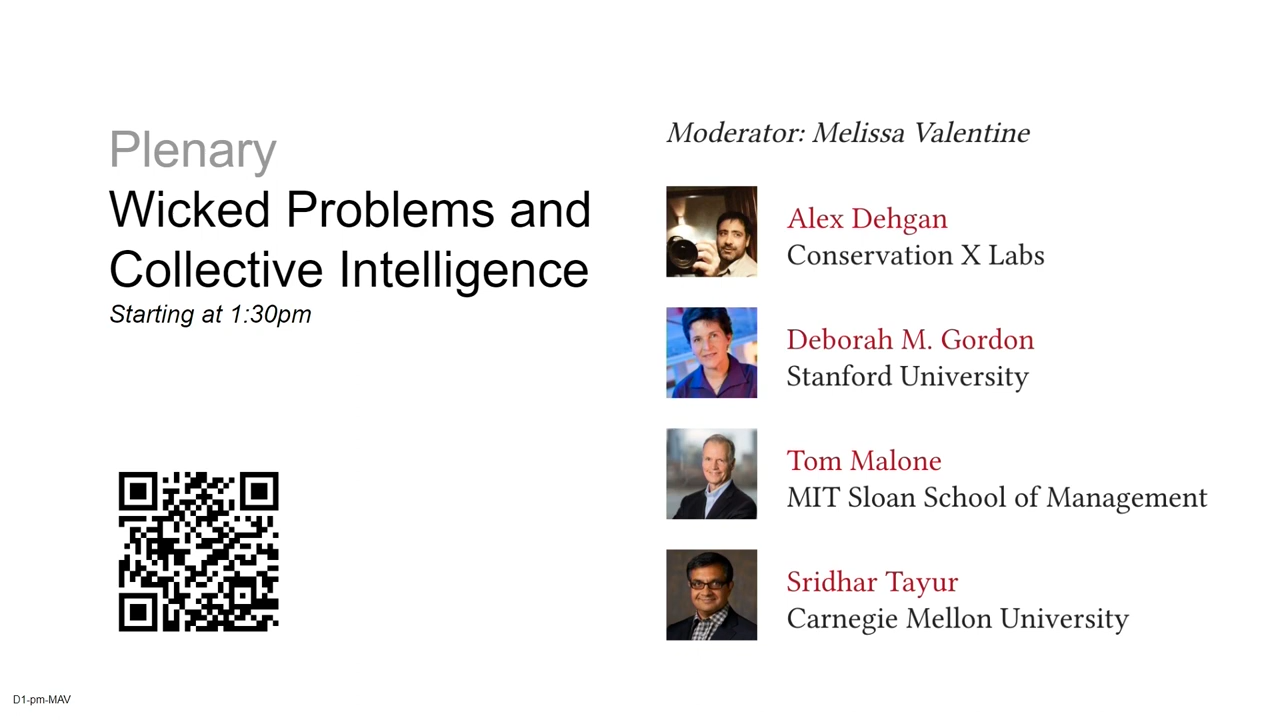 Plenary
Wicked Problems and
Collective Intelligence
Starting at 1:30pm
Moderator: Melissa Valentine
Alex Dehgan
Conservation X Labs
Deborah M. Gordon
Stanford University
Tom Malone
MIT Sloan School of Management
Sridhar Tayur
Carnegie Mellon University
D1-pm-MAV